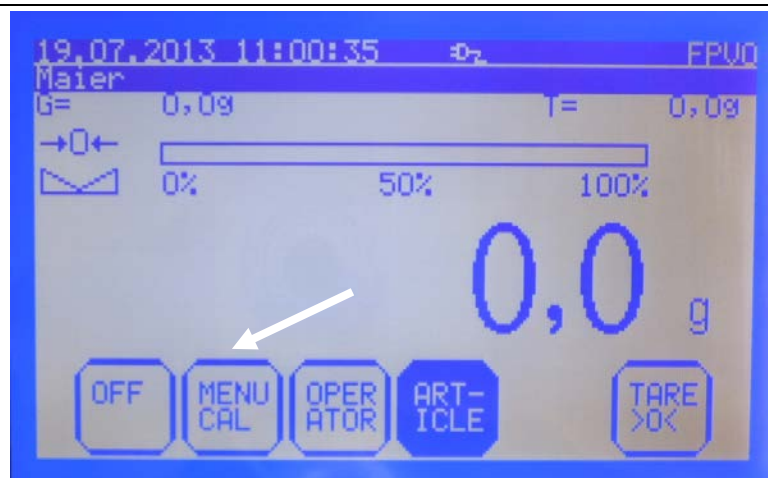 19.07.2013 11:00:35 FPVO
Maier
G= 0,0g T= 0,0g
→0←
0% 50% 100%
0,0 g
OFF MENU CAL OPER ATOR ART- ICLE TARE >0<